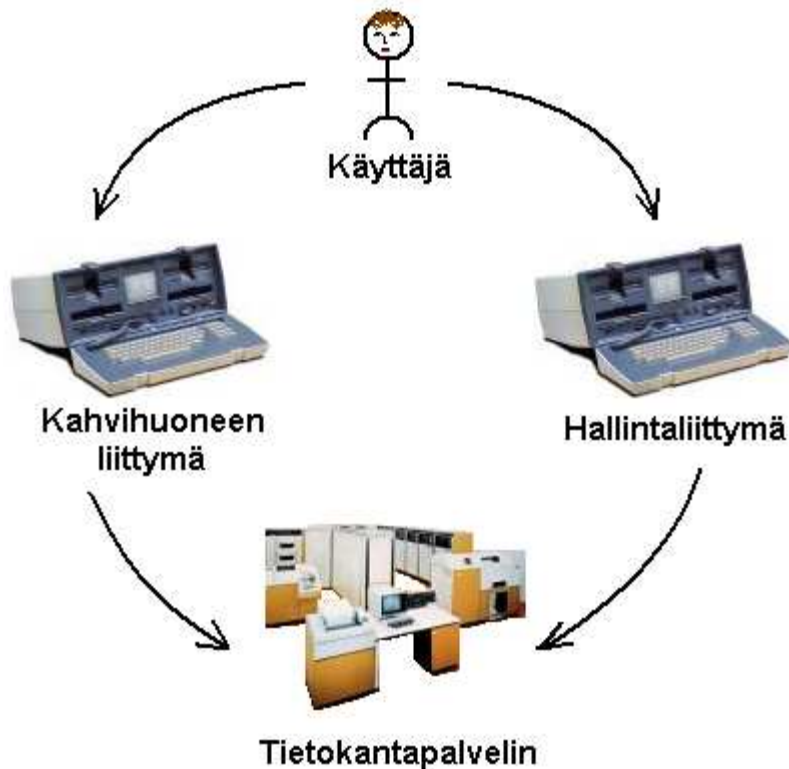 Käyttäjä
Kahvihuoneen
liittymä
Hallintaliittymä
Tietokantapalvelin